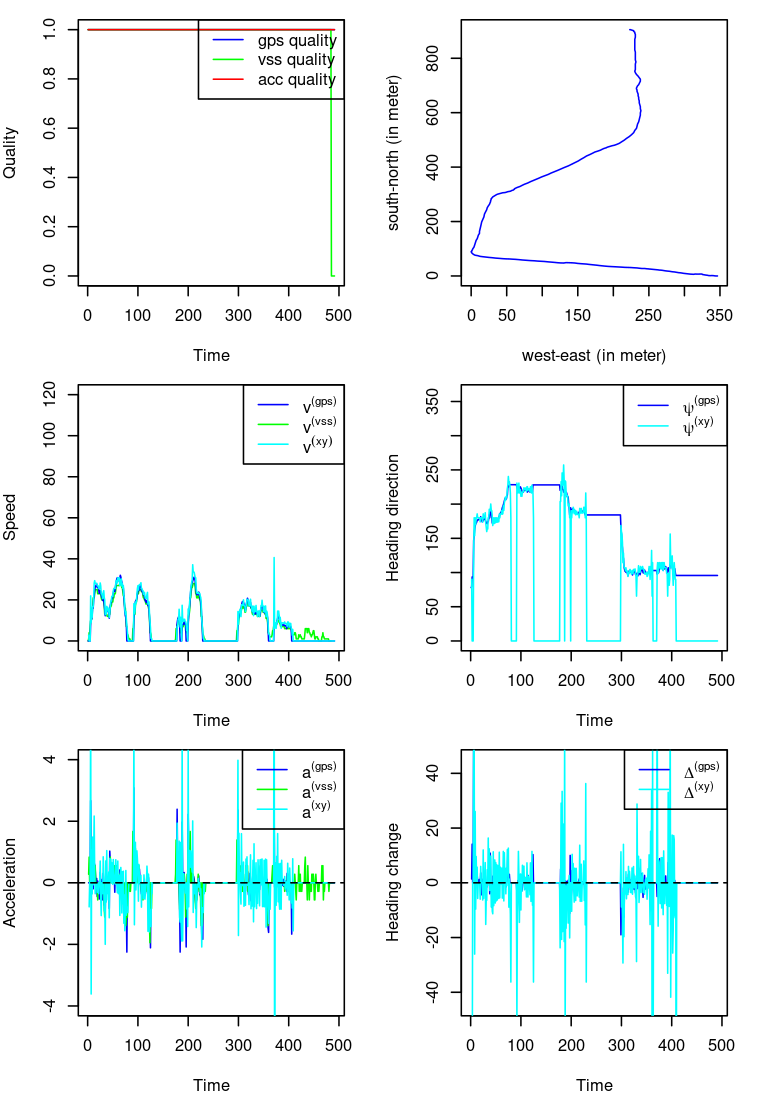 Quality
1.0
0.8
0.6
0.4
0.2
0.0
gps quality
vss quality
acc quality
0 100 200 300 400 500
Time
south-north (in meter)
800
600
400
200
0
0 50 150 250 350
west-east (in meter)
Speed
120
100
80
60
40
20
0
v(gps)
v(vss)
v(xy)
0 100 200 300 400 500
Time
Heading direction
350
250
150
50
0
ψ(gps)
ψ(xy)
0 100 200 300 400 500
Time
Acceleration
4
2
0
-2
-4
a(gps)
a(vss)
a(xy)
0 100 200 300 400 500
Time
Heading change
40
20
0
-20
-40
Δ(gps)
Δ(xy)
0 100 200 300 400 500
Time